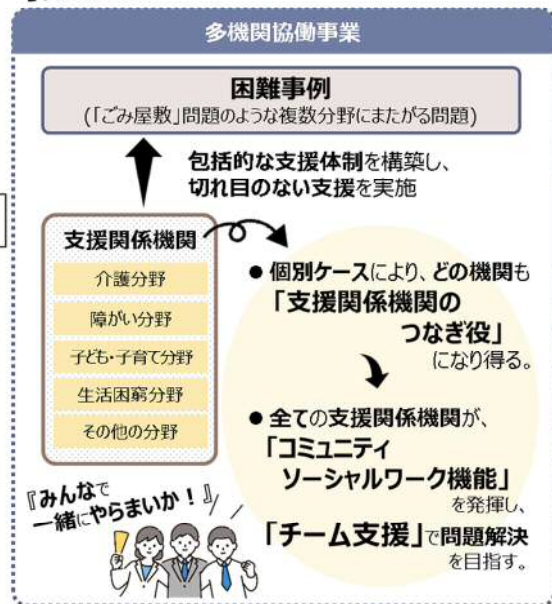 多機関協働事業
困難事例
(「ごみ屋敷」問題のような複数分野にまたがる問題)
包括的な支援体制を構築し、
切れ目のない支援を実施
支援関係機関
介護分野
障がい分野
子ども・子育て分野
生活困窮分野
その他の分野
● 個別ケースにより、どの機関も
「支援関係機関の
つなぎ役」
になり得る。
● 全ての支援関係機関が、
「コミュニティ
ソーシャルワーク機能」
を発揮し、
「チーム支援」で問題解決
を目指す。
『みんなで
一緒にやらまいか！』